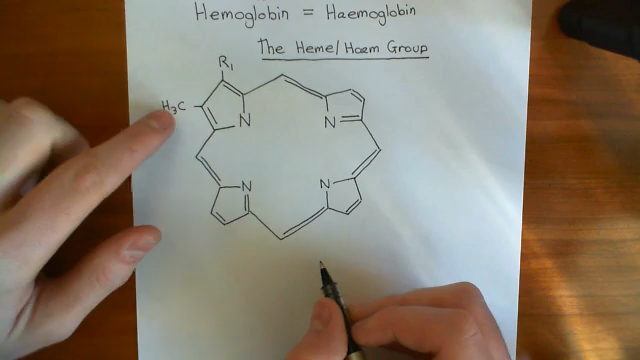 Hemoglobin = Haemoglobin
The Heme/Haem Group
R1
H3C
N
N
N
N